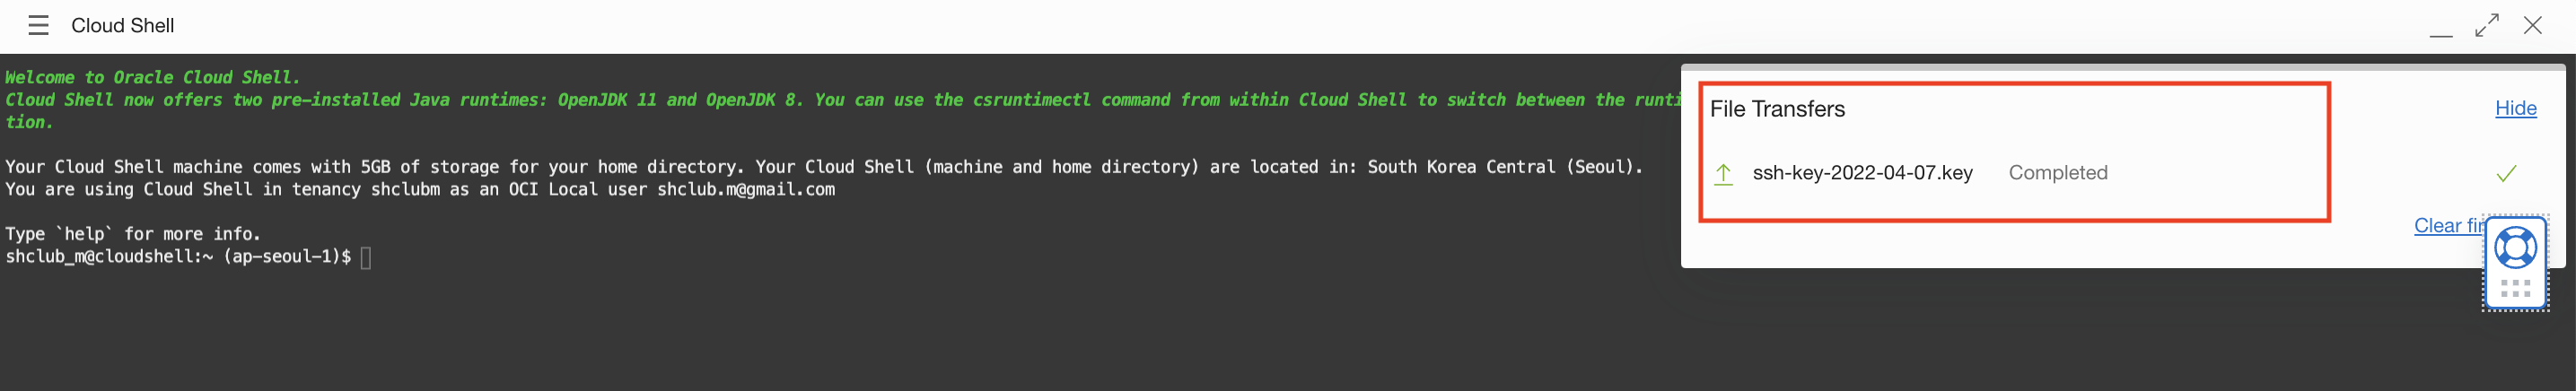 Cloud Shell
Welcome to Oracle Cloud Shell.
Cloud Shell now offers two pre-installed Java runtimes: OpenJDK 11 and OpenJDK 8. You can use the csruntimectl command from within Cloud Shell to switch between the
tion.
Your Cloud Shell machine comes with 5GB of storage for your home directory. Your Cloud Shell (machine and home directory) are located in: South Korea Central (Seoul).
You are using Cloud Shell in tenancy shclubm as an OCI Local user shclub.m@gmail.com
Type `help` for more info.
shclub_m@cloudshell:~ (ap-seoul-1)$
File Transfers
Hide
ssh-key-2022-04-07.key Completed
Clear